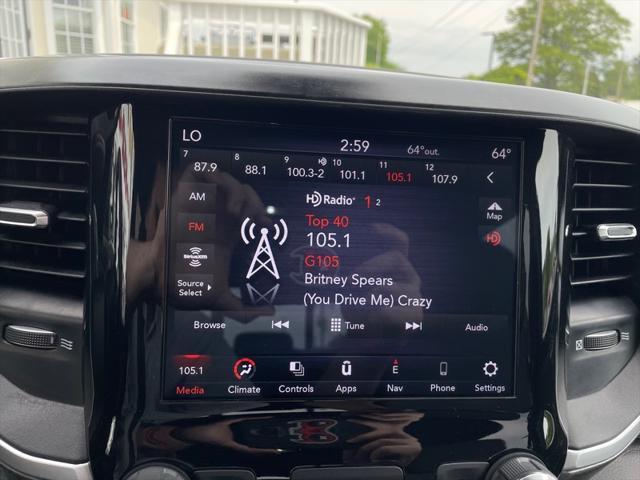 LO 2:59 64°out. 64°
7 8 9 HD 10 11 12
87.9 88.1 100.3-2 101.1 105.1 107.9
AM
HD Radio 1 2
Map
FM
Top 40
105.1
HD
SiriusXM
G105
Britney Spears
Source Select
(You Drive Me) Crazy
Browse Tune Audio
105.1 E
Media Climate Controls Apps Nav Phone Settings